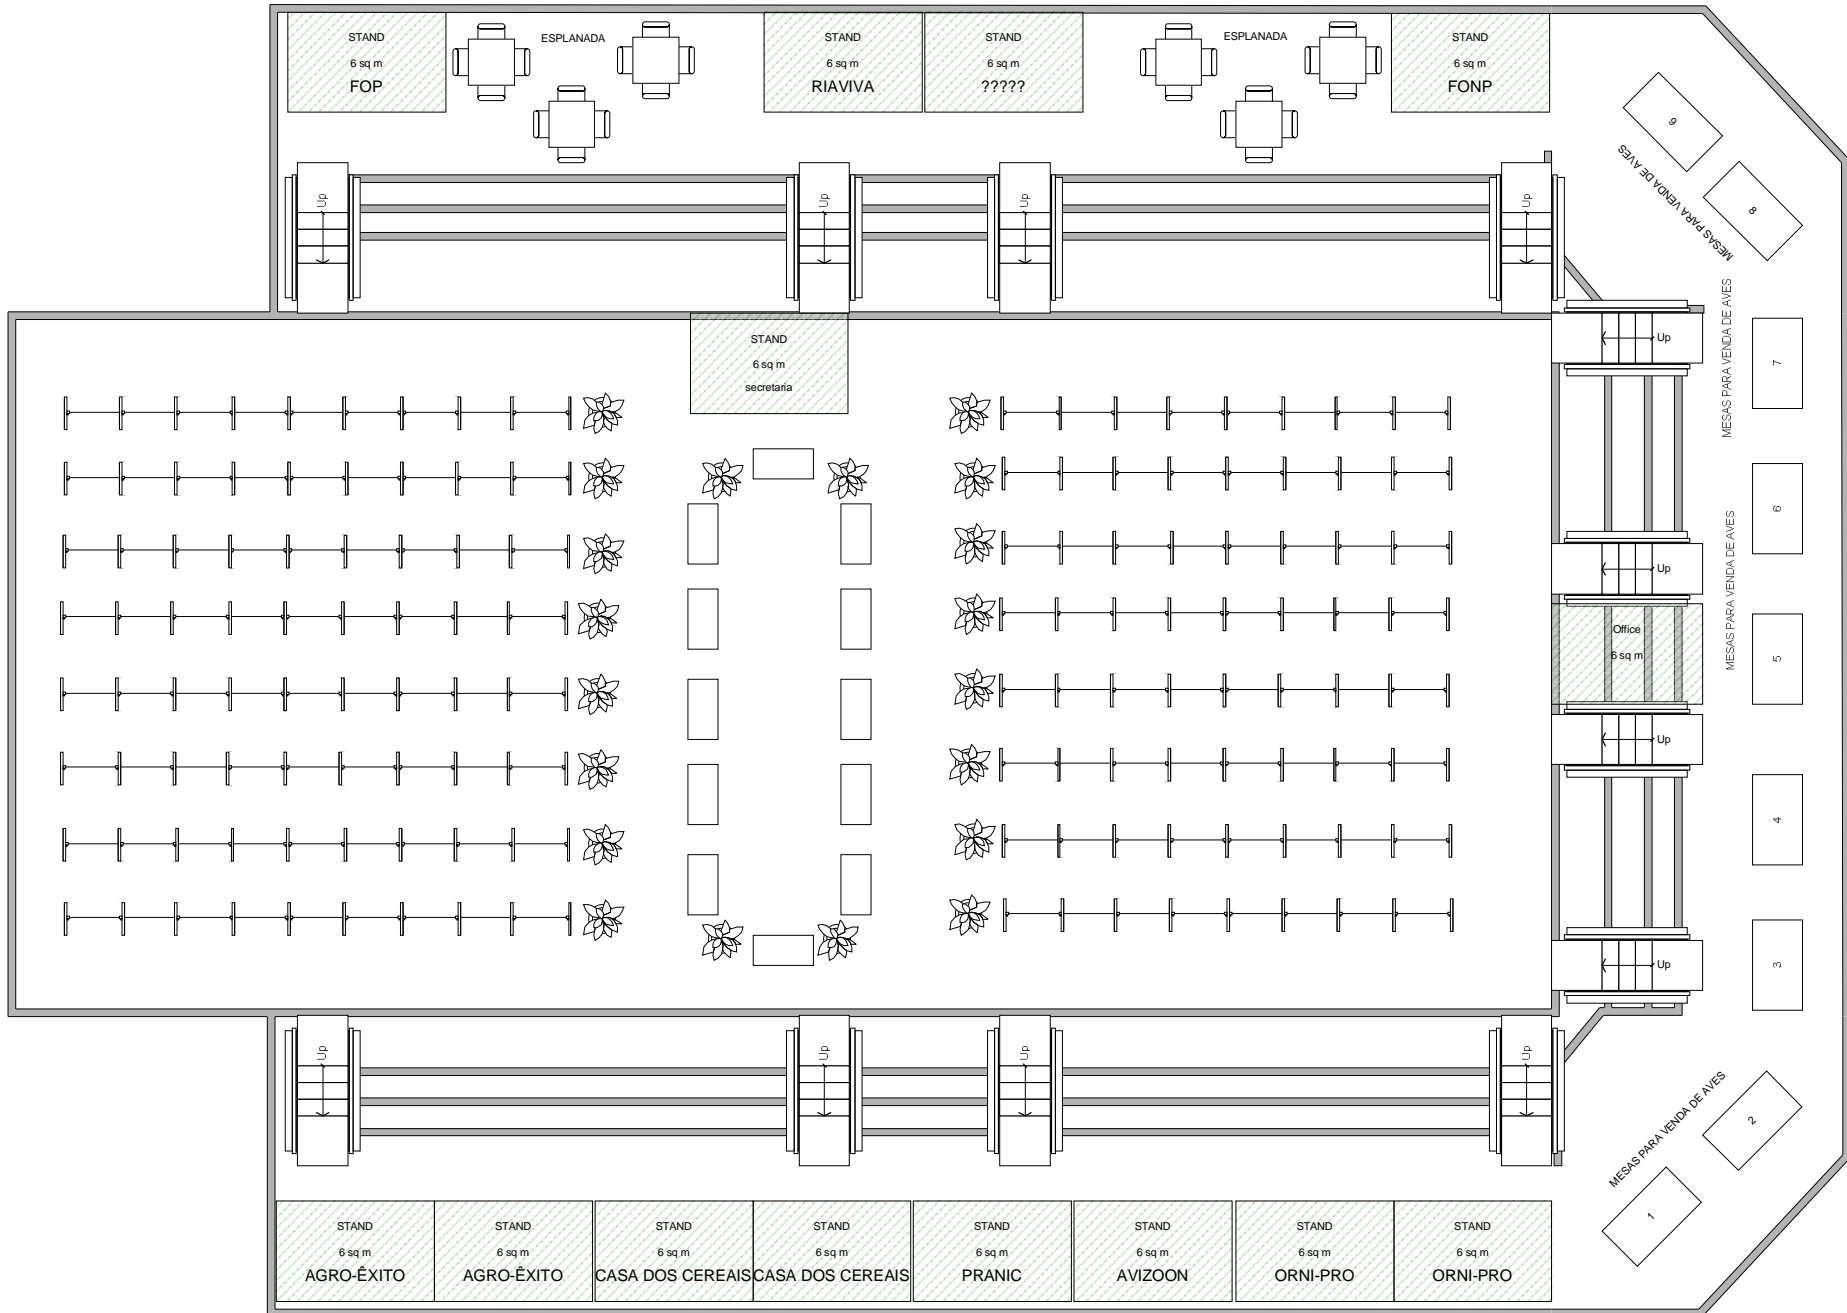 STAND
6 sq m
FOP
ESPLANADA
STAND
6 sq m
RIAVIVA
STAND
6 sq m
?????
ESPLANADA
STAND
6 sq m
FONP
9
8
MESAS PARA VENDA DE AVES
Up
Up
Up
Up
STAND
6 sq m
secretaria
Up
MESAS PARA VENDA DE AVES
7
6
Up
MESAS PARA VENDA DE AVES
Office
6 sq m
5
Up
4
Up
3
Up
Up
Up
Up
MESAS PARA VENDA DE AVES
2
1
STAND
6 sq m
AGRO-ÊXITO
STAND
6 sq m
AGRO-ÊXITO
STAND
6 sq m
CASA DOS CEREAIS
STAND
6 sq m
CASA DOS CEREAIS
STAND
6 sq m
PRANIC
STAND
6 sq m
AVIZOON
STAND
6 sq m
ORNI-PRO
STAND
6 sq m
ORNI-PRO